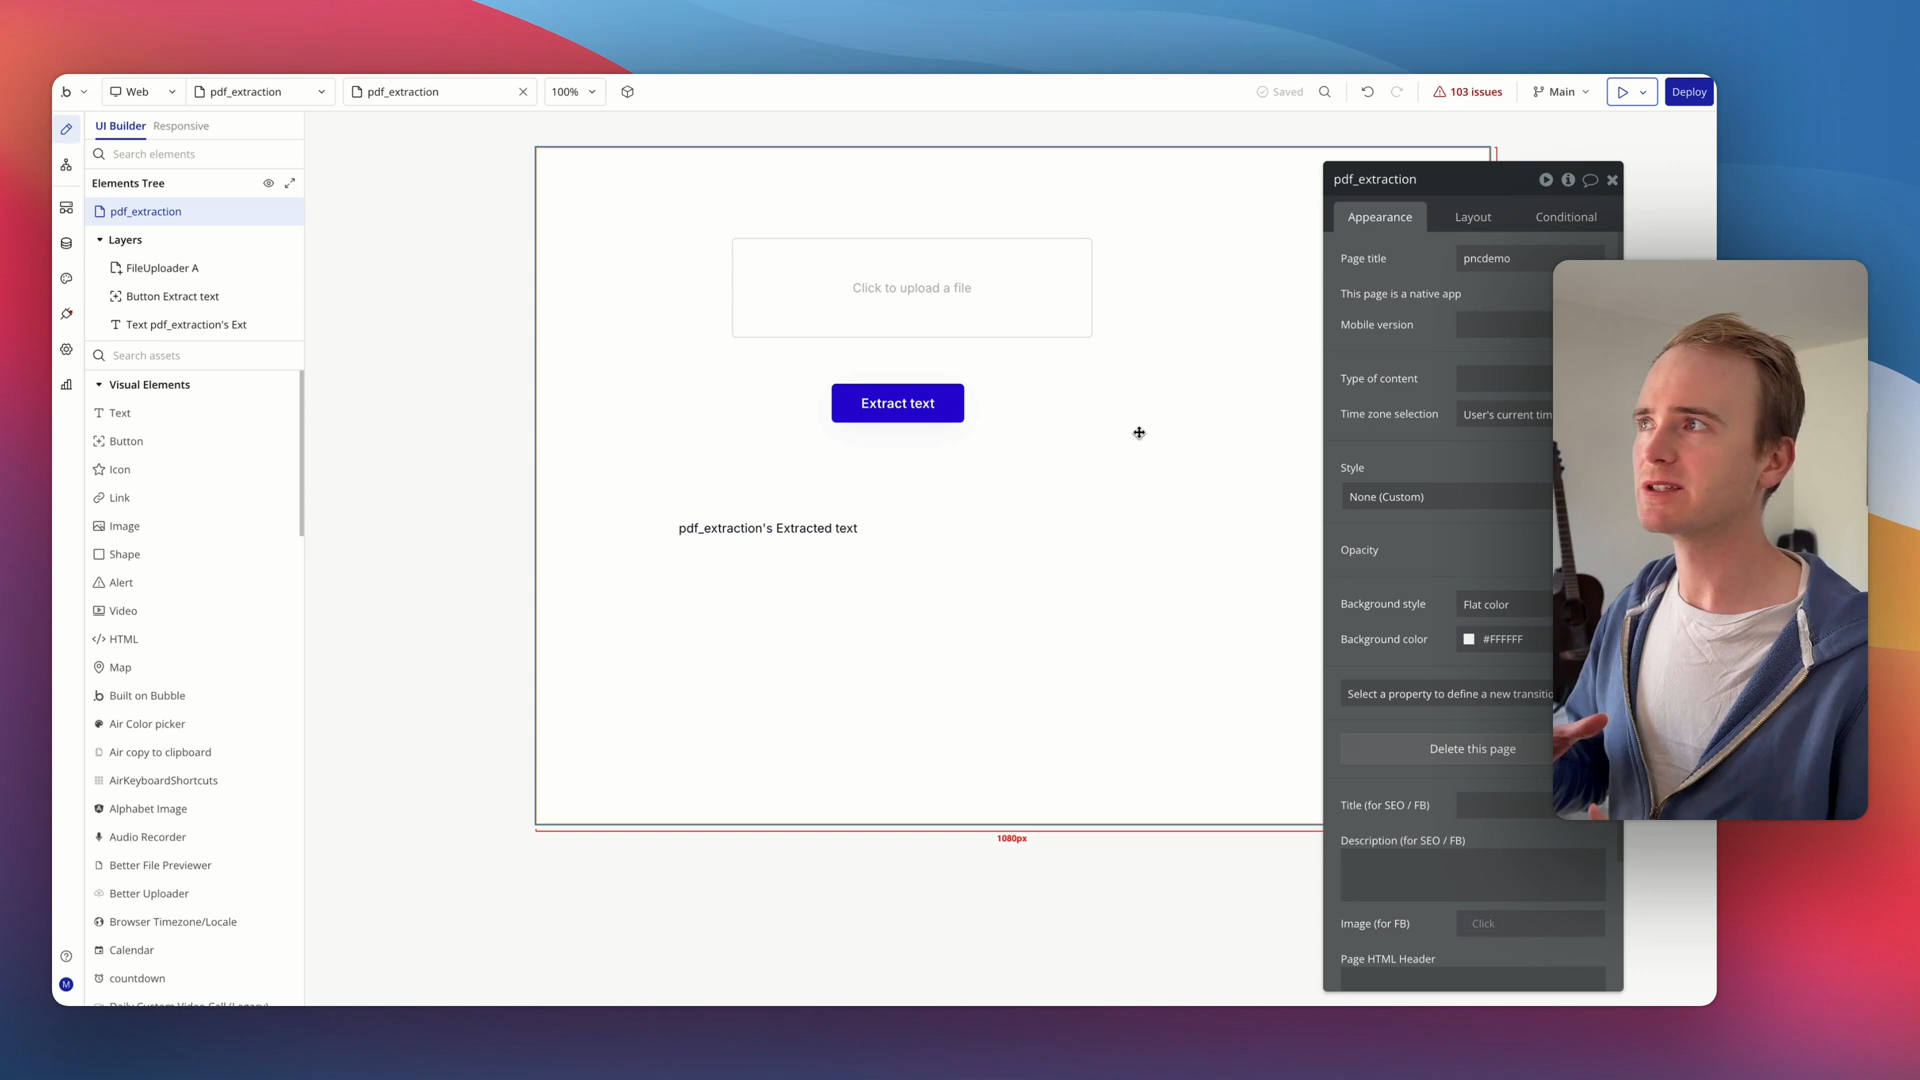 Web
pdf_extraction
pdf_extraction
100%
Saved
103 issues
Main
Deploy
UI Builder
Responsive
Search elements
Elements Tree
pdf_extraction
Layers
FileUploader A
Button Extract text
Text pdf_extraction's Ext
Search assets
Visual Elements
Text
Button
Icon
Link
Image
Shape
Alert
Video
HTML
Map
Built on Bubble
Air Color picker
Air copy to clipboard
AirKeyboardShortcuts
Alphabet Image
Audio Recorder
Better File Previewer
Better Uploader
Browser Timezone/Locale
Calendar
countdown
M
Click to upload a file
Extract text
pdf_extraction's Extracted text
1080px
pdf_extraction
Appearance
Layout
Conditional
Page title
pncdemo
This page is a native app
Mobile version
Type of content
Time zone selection
User's current tim
Style
None (Custom)
Opacity
Background style
Flat color
Background color
#FFFFFF
Select a property to define a new transitio
Delete this page
Title (for SEO / FB)
Description (for SEO / FB)
Image (for FB)
Click
Page HTML Header